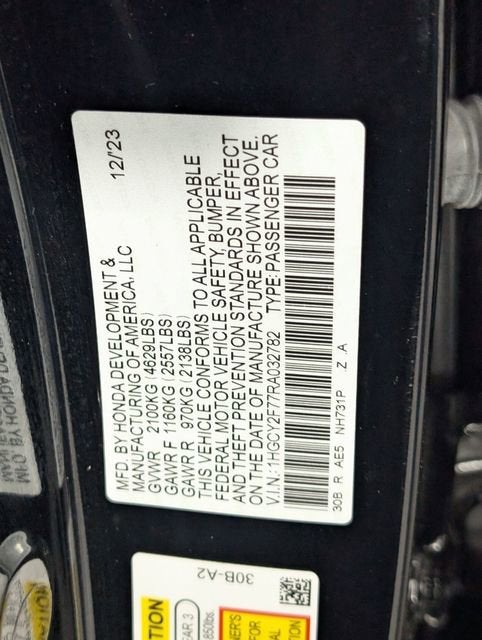 MFD. BY HONDA DEVELOPMENT &
MANUFACTURING OF AMERICA, LLC 12/'23
GVWR 2100KG (4629LBS)
GAWR F 1160KG (2557LBS)
GAWR R 970KG (2138LBS)
THIS VEHICLE CONFORMS TO ALL APPLICABLE
FEDERAL MOTOR VEHICLE SAFETY, BUMPER,
AND THEFT PREVENTION STANDARDS IN EFFECT
ON THE DATE OF MANUFACTURE SHOWN ABOVE.
V.I.N.: 1HGCY2F77RA032782 TYPE:PASSENGER CAR
30B R AE5 NH731P Z .A
30B-A2